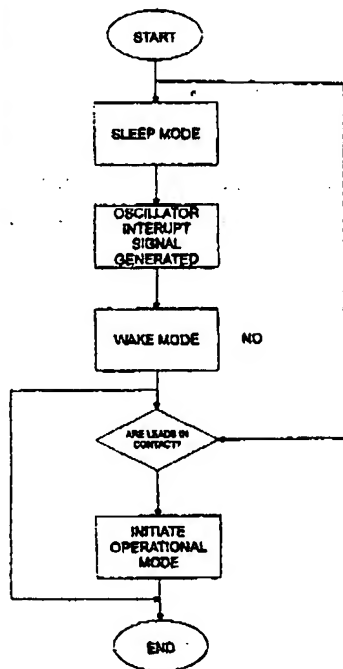 START
SLEEP MODE
OSCILLATOR
INTERUPT
SIGNAL
GENERATED
WAKE MODE
NO
ARE LEADS IN
CONTACT?
INITIATE
OPERATIONAL
MODE
END